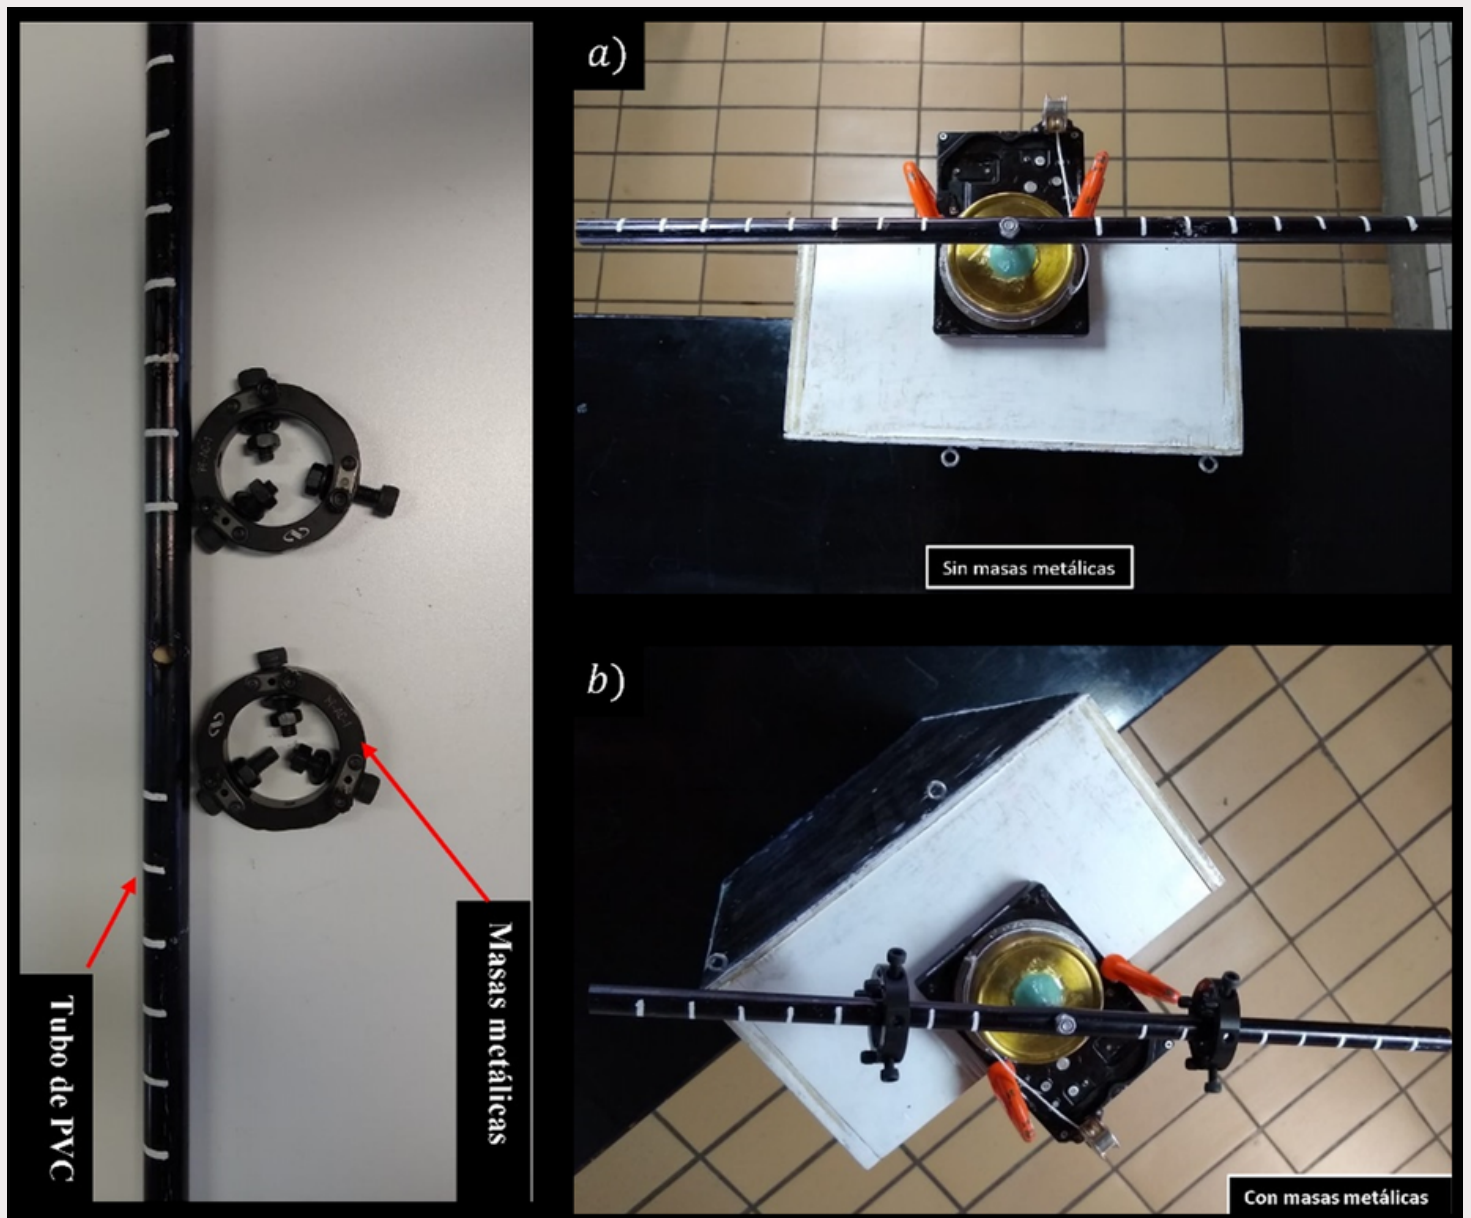 Tubo de PVC
Masas metálicas
a)
Sin masas metálicas
b)
Con masas metálicas